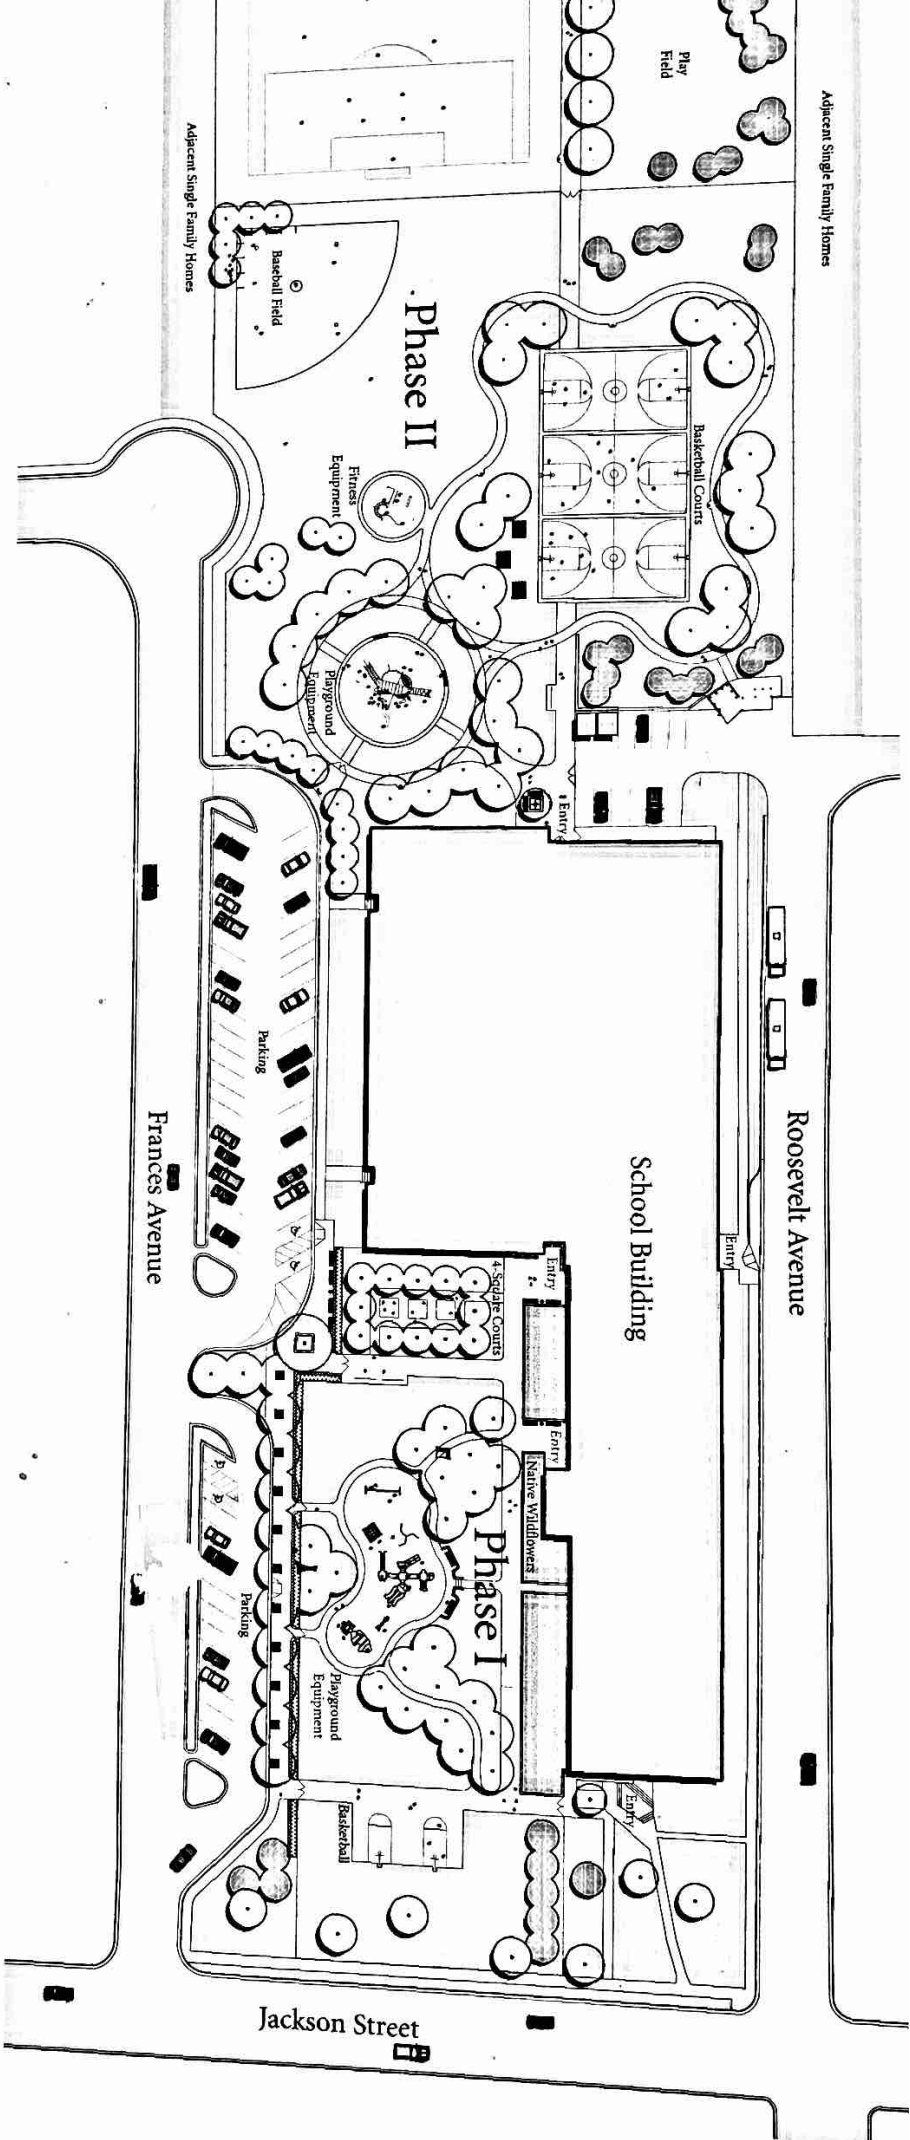 Play
Field
Adjacent Single Family Homes
Adjacent Single Family Homes
Baseball Field
Phase II
Basketball Courts
Fitness
Equipment
Playground
Equipment
Entry
Parking
Frances Avenue
Roosevelt Avenue
School Building
Entry
Entry
4-Square Courts
Entry
Native Wildflowers
Phase I
Parking
Playground
Equipment
Basketball
Entry
Jackson Street